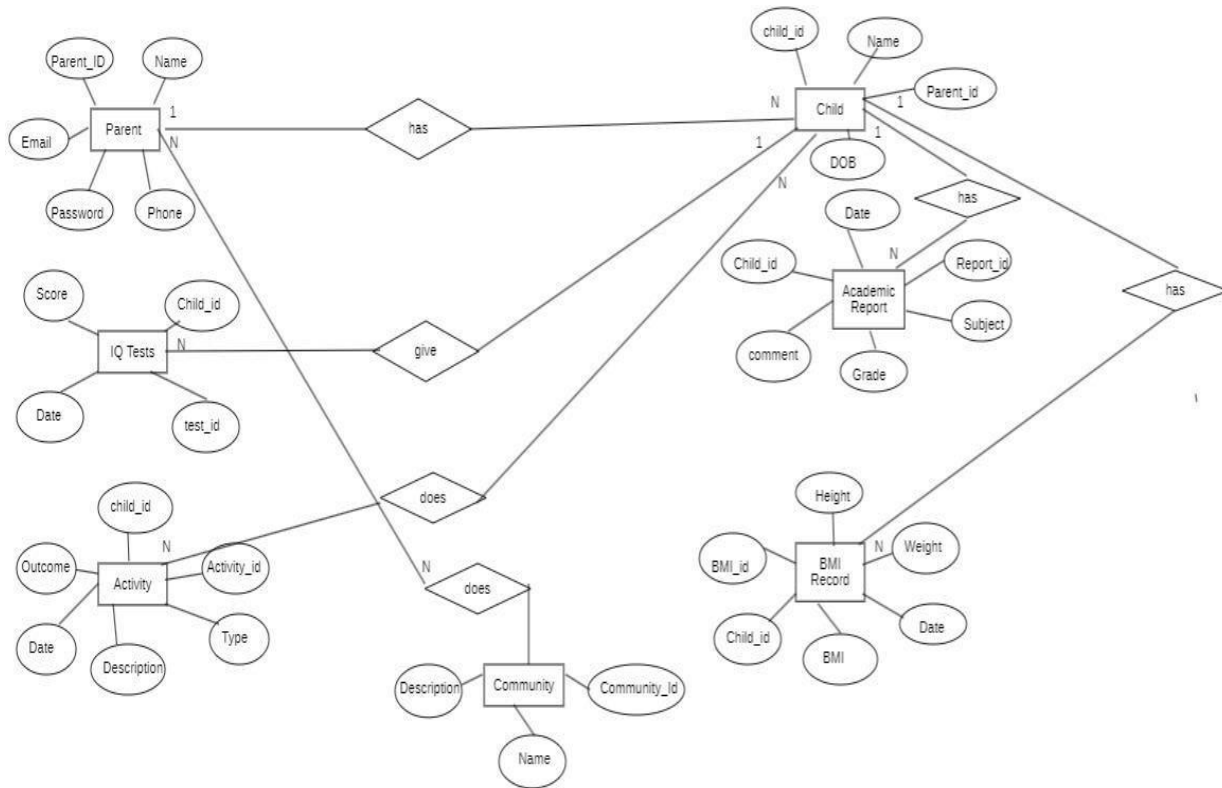 child_id
Name
Parent_ID
Name
Parent_id
Child
N
1
1
Parent
1
has
Email
N
1
DOB
N
Password
Phone
has
Date
N
Child_id
Report_id
Academic
Report
has
Score
Child_id
Subject
IQ Tests
N
give
comment
Grade
Date
test_id
does
Height
child_id
N
N
Weight
Outcome
Activity_id
BMI_id
BMI
Record
Activity
N
does
Date
Type
Child_id
Date
Description
BMI
Description
Community
Community_Id
Name